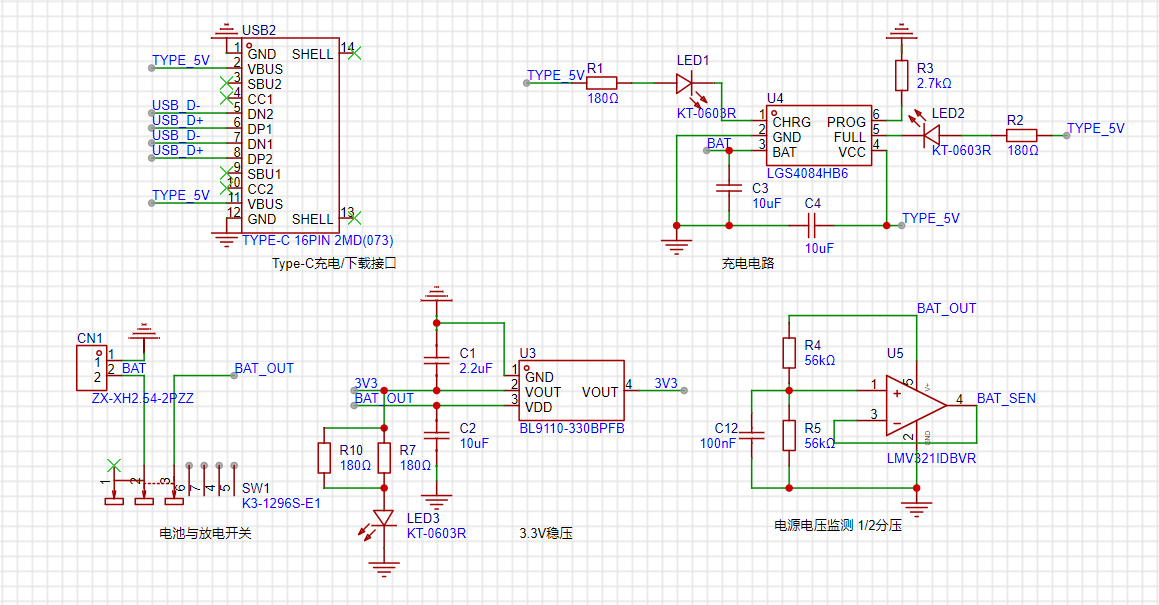 USB2
1 GND SHELL 14
TYPE_5V 2 VBUS
3 SBU2
4 CC1
USB_D- 5 DN2
USB_D+ 6 DP1
USB_D- 7 DN1
USB_D+ 8 DP2
9 SBU1
10 CC2
TYPE_5V 11 VBUS
12 GND SHELL 13
TYPE-C 16PIN 2MD(073)
Type-C充电/下载接口
TYPE_5V
R1
180Ω
LED1
KT-0603R
U4
1 CHRG PROG 6
2 GND FULL 5
3 BAT VCC 4
LGS4084HB6
BAT
C3
10uF
C4
10uF
R3
2.7kΩ
LED2
KT-0603R
R2
180Ω
TYPE_5V
TYPE_5V
充电电路
CN1
1 1
2 2
BAT
ZX-XH2.54-2PZZ
BAT_OUT
1 2 3 6 7 4 5
SW1
K3-1296S-E1
电池与放电开关
C1
2.2uF
U3
1 GND
2 VOUT VOUT 4
3 VDD
BL9110-330BPFB
3V3
BAT_OUT
3V3
C2
10uF
R10
180Ω
R7
180Ω
LED3
KT-0603R
3.3V稳压
BAT_OUT
R4
56kΩ
U5
1
3
5
V+
4
2
GND
BAT_SEN
C12
100nF
R5
56kΩ
LMV321IDBVR
电源电压监测 1/2分压